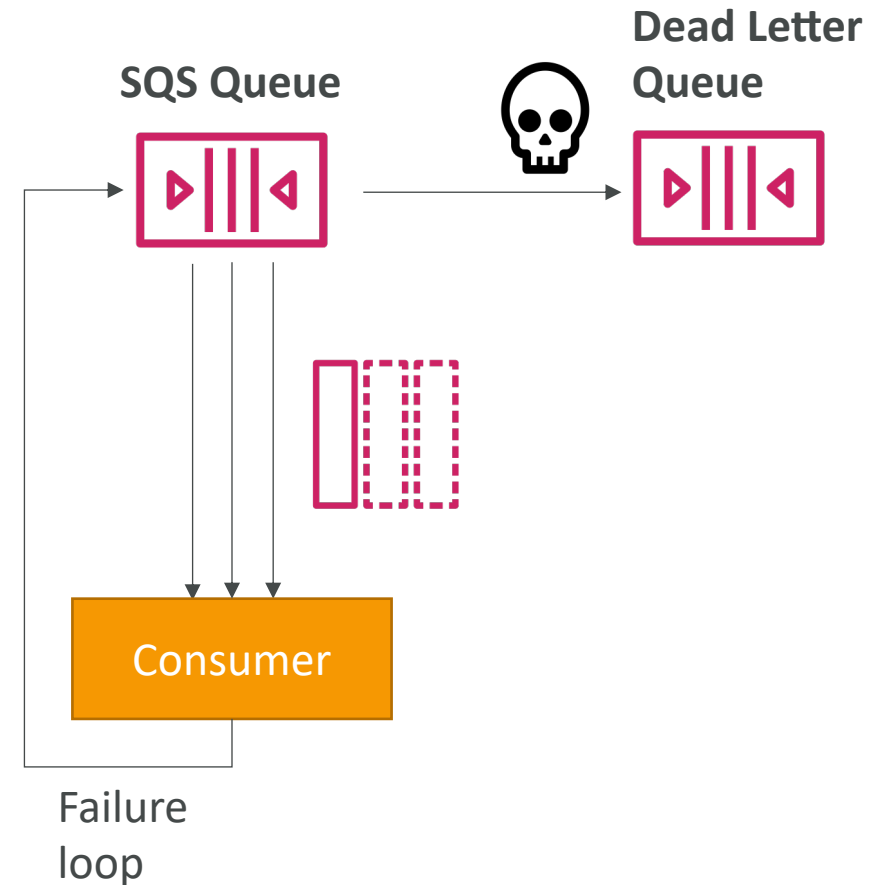 Dead Letter
Queue
SQS Queue
Consumer
Failure
loop